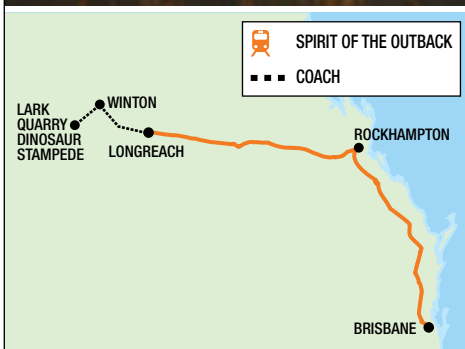 SPIRIT OF THE OUTBACK
COACH
WINTON
LARK
QUARRY
DINOSAUR
STAMPEDE
LONGREACH
ROCKHAMPTON
BRISBANE